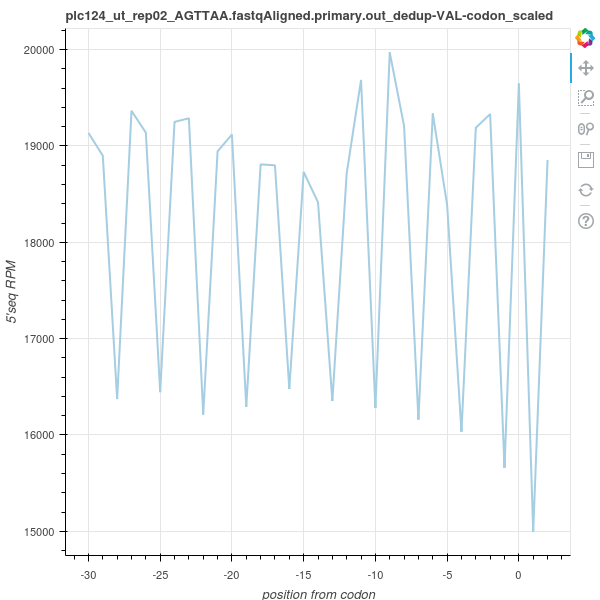 plc124_ut_rep02_AGTTAA.fastqAligned.primary.out_dedup-VAL-codon_scaled
20000
19000
18000
17000
16000
15000
5'seq RPM
-30 -25 -20 -15 -10 -5 0
position from codon